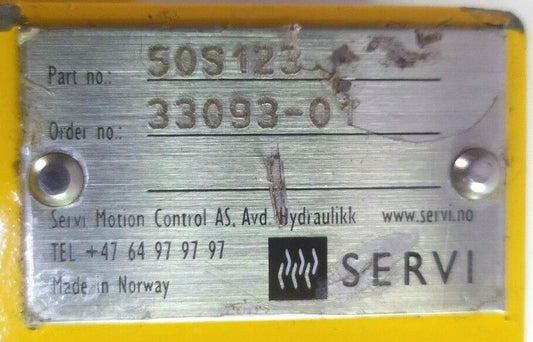 Part no.: 50S123
Order no.: 33093-01
Servi Motion Control AS, Avd. Hydraulikk www.servi.no
TEL +47 64 97 97 97
SERVI
Made in Norway